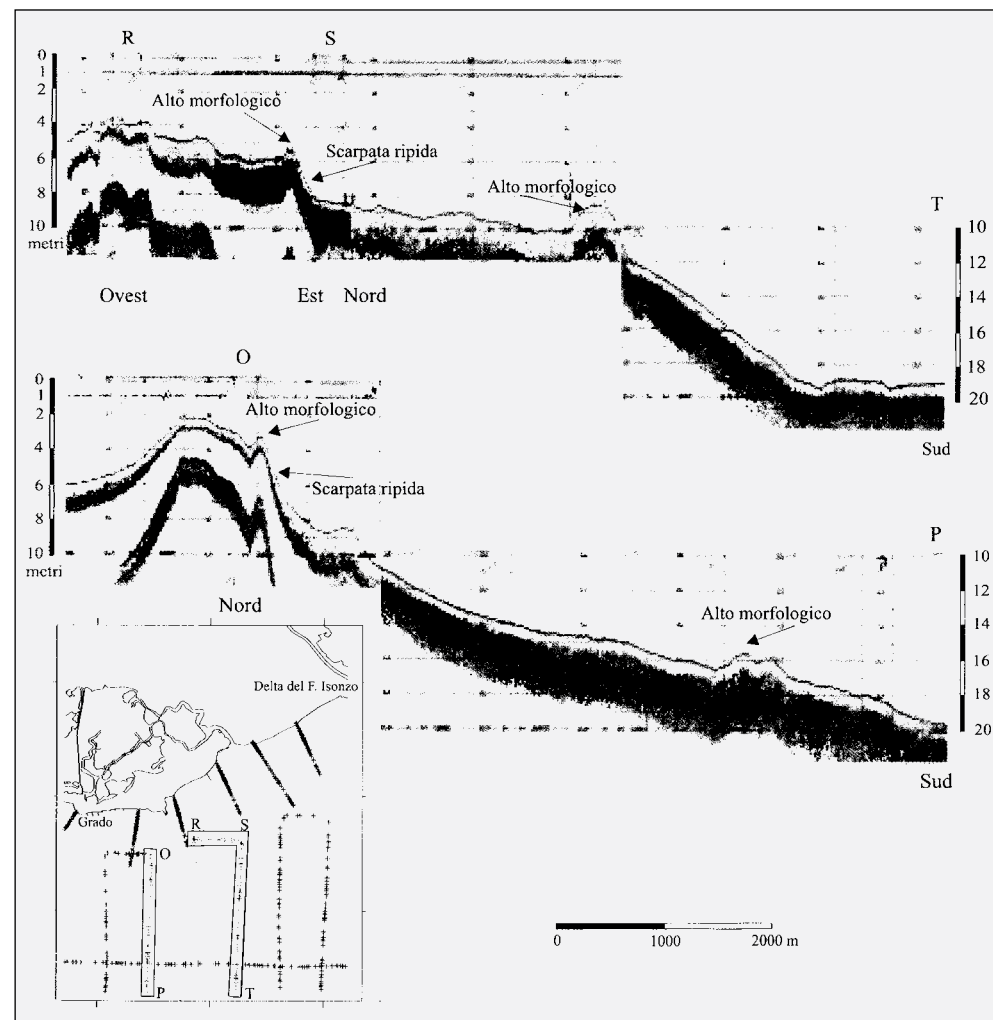 R S
0
1
2
4
6
8
10
metri
Alto morfologico
Scarpata ripida
Alto morfologico
T
10
12
14
16
18
20
Ovest Est Nord
Sud
O
0
1
2
4
6
8
10
metri
Alto morfologico
Scarpata ripida
Nord
P
10
12
14
16
18
20
Alto morfologico
Sud
Delta del F. Isonzo
Grado
R S
O
P T
0 1000 2000 m